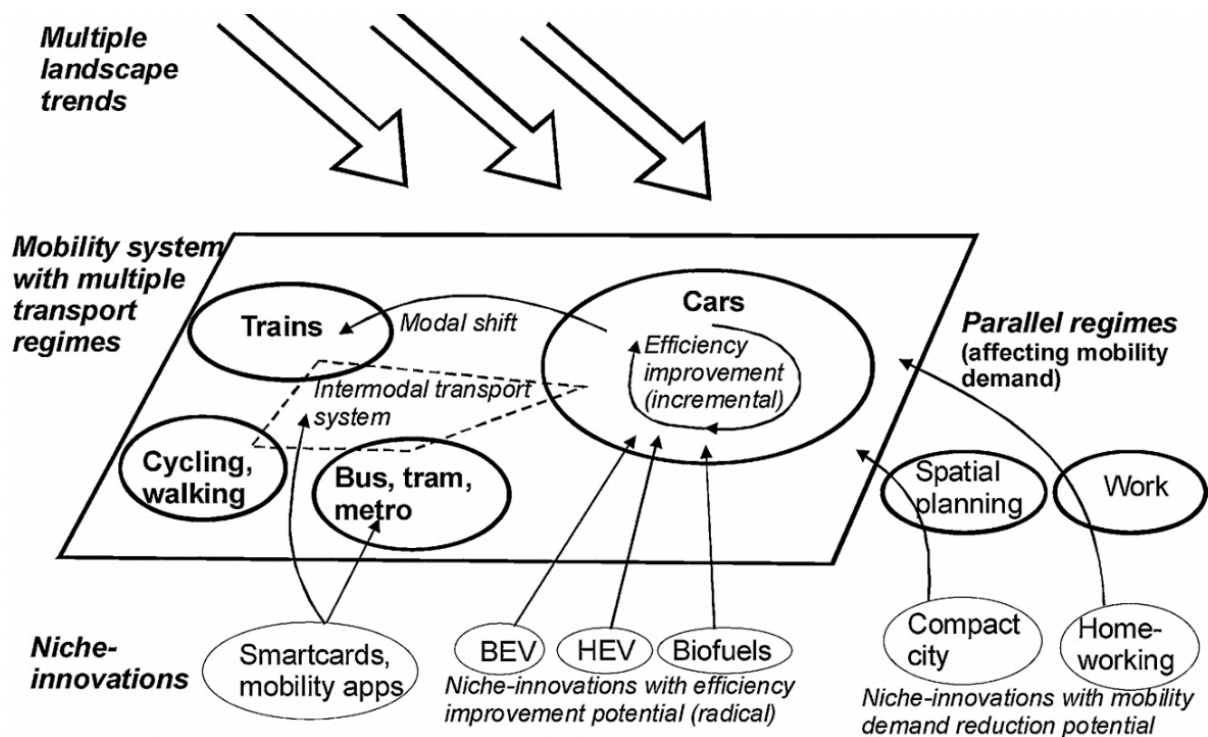 Multiple
landscape
trends
Mobility system
with multiple
transport
regimes
Trains
Modal shift
Cars
Efficiency
improvement
(incremental)
Intermodal transport
system
Cycling,
walking
Bus, tram,
metro
Parallel regimes
(affecting mobility
demand)
Spatial
planning
Work
Niche-
innovations
Smartcards,
mobility apps
BEV
HEV
Biofuels
Niche-innovations with efficiency
improvement potential (radical)
Compact
city
Home-
working
Niche-innovations with mobility
demand reduction potential